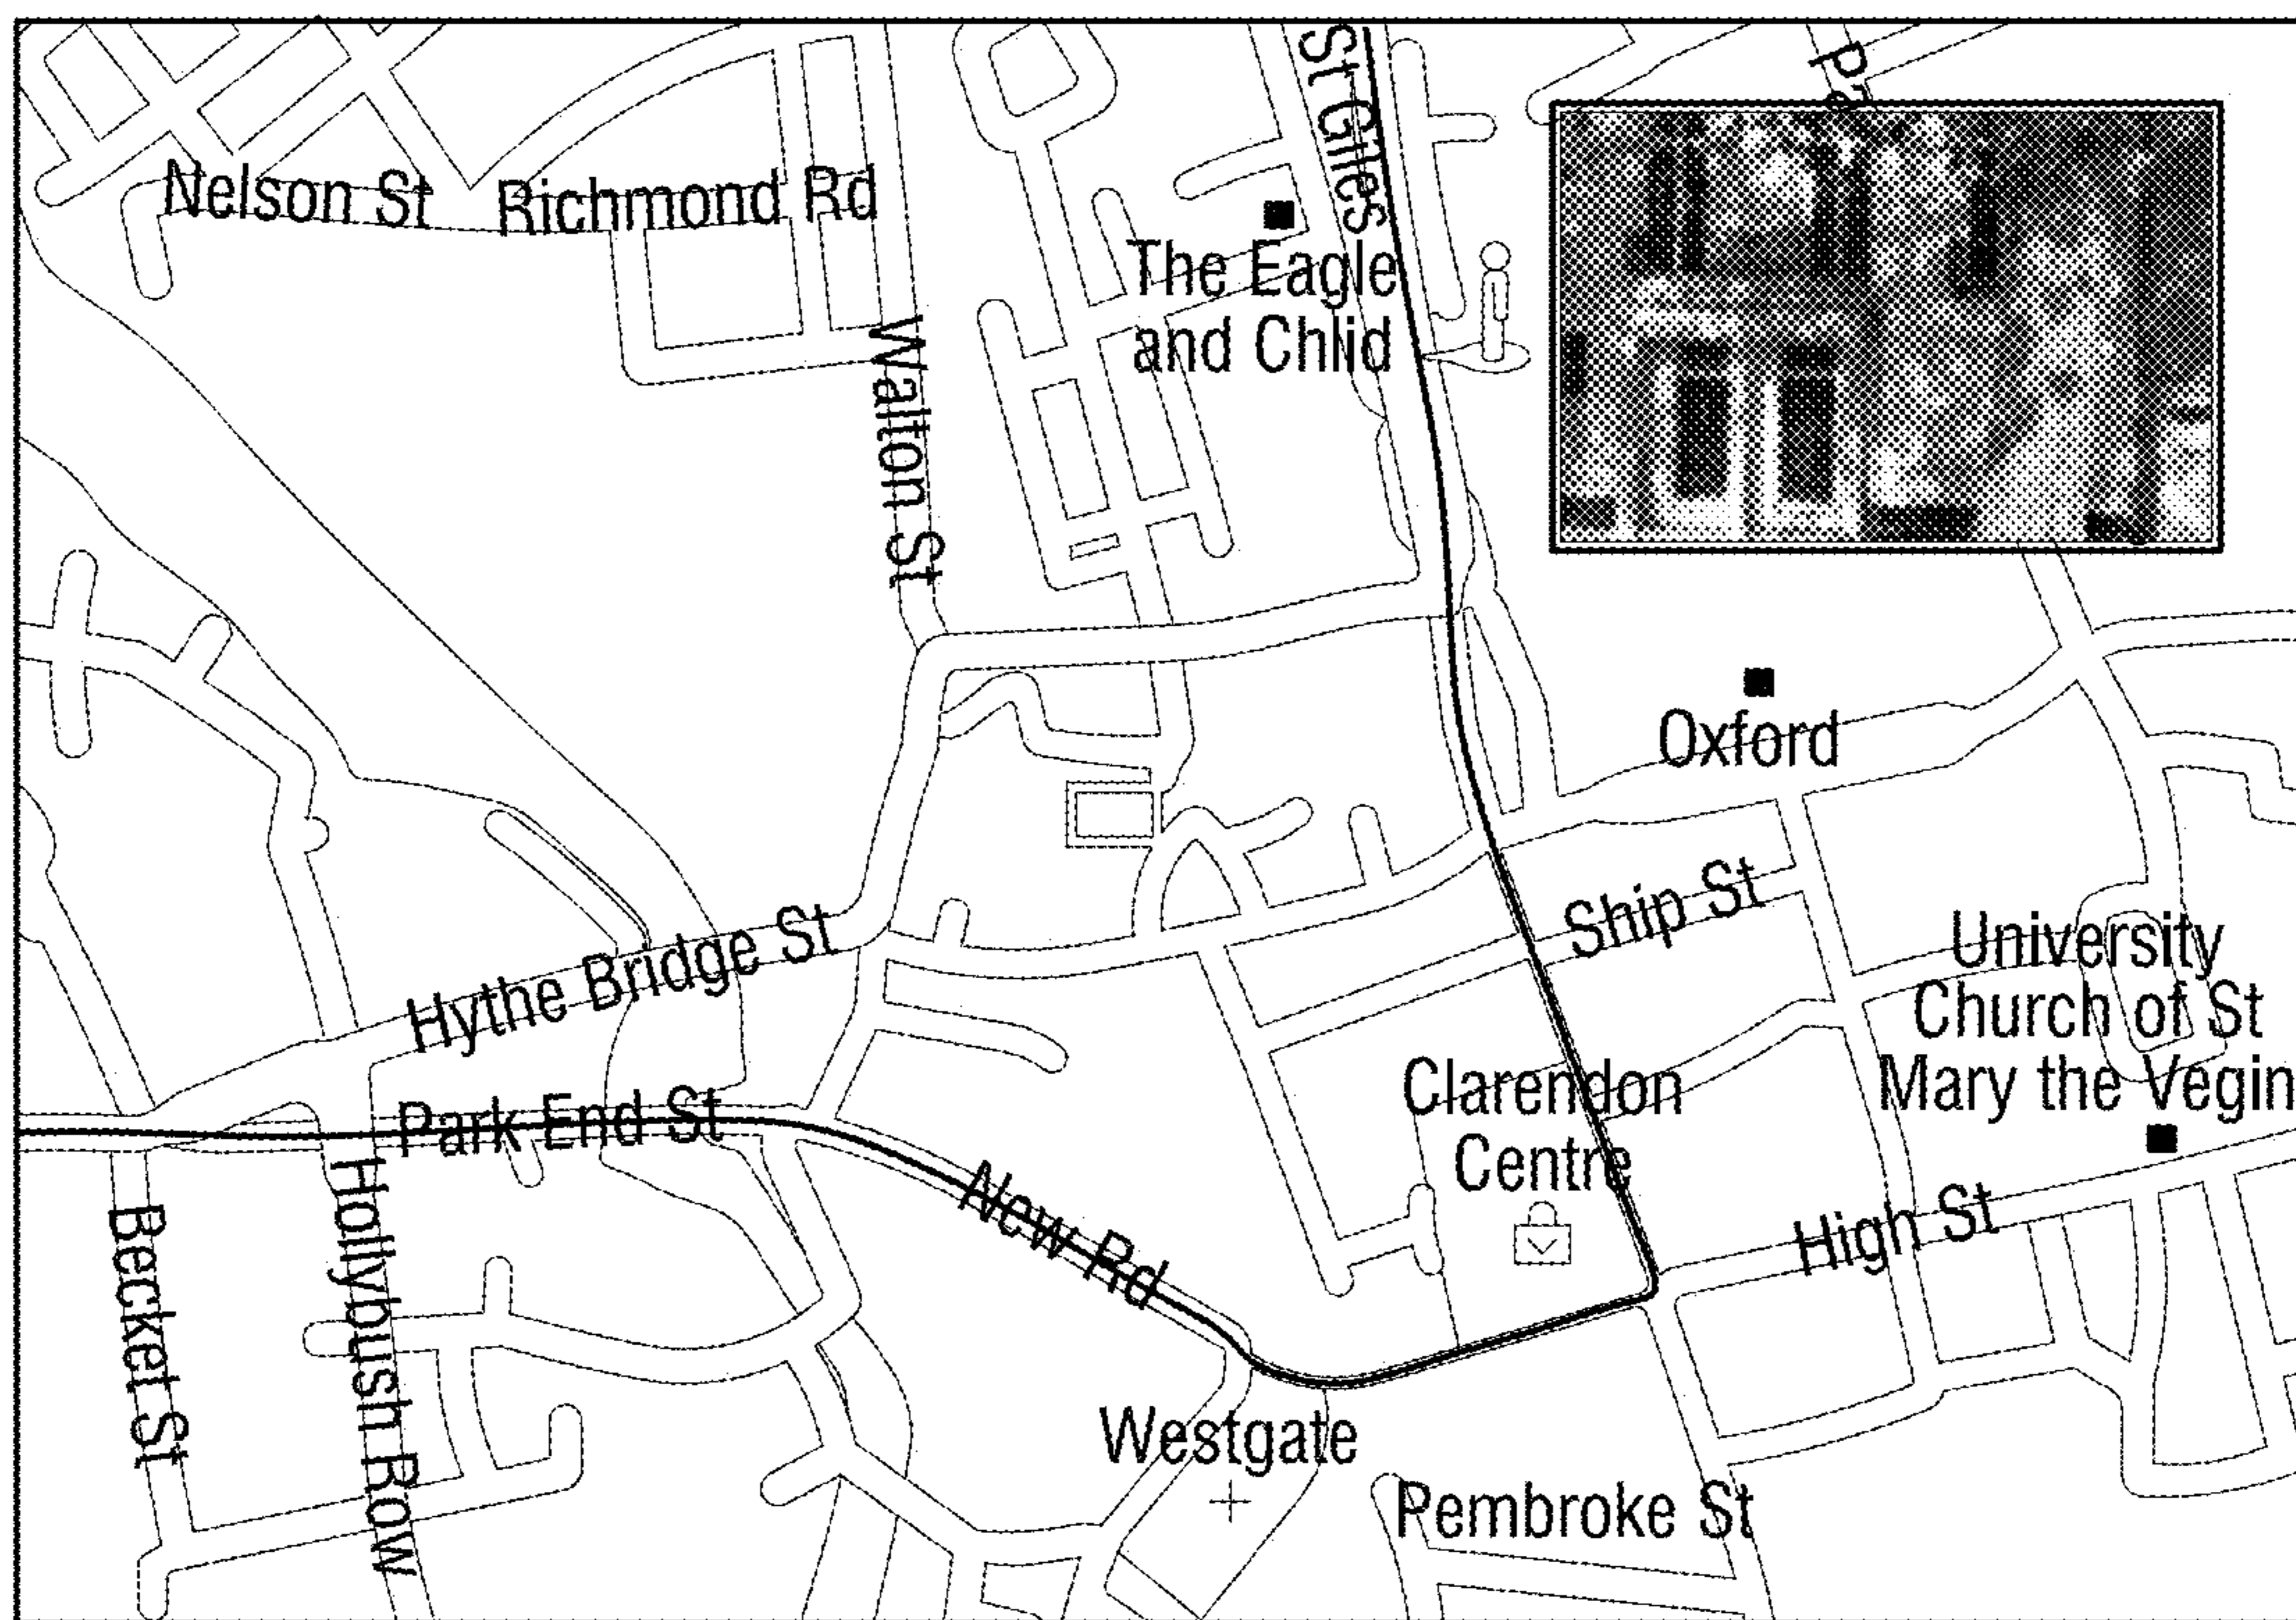 St Giles
Nelson St
Richmond Rd
The Eagle
and Chlid
Walton St
Oxford
Ship St
Hythe Bridge St
University
Church of St
Mary the Vegin
Clarendon
Centre
Park End St
New Rd
High St
Becket St
Hollybush Row
Westgate
Pembroke St